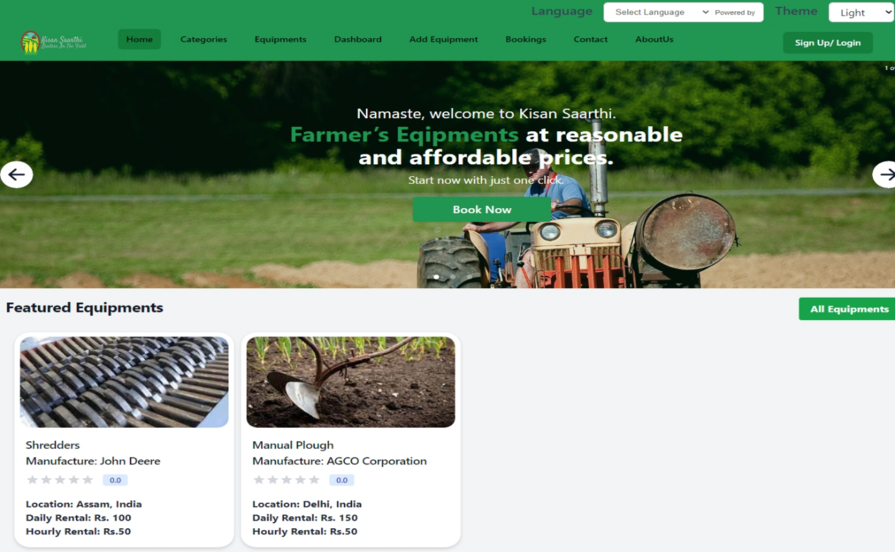 Language Select Language Powered by Theme Light
Kisan Saarthi
Home Categories Equipments Dashboard Add Equipment Bookings Contact AboutUs Sign Up/ Login
1 o
Namaste, welcome to Kisan Saarthi.
Farmer's Eqipments at reasonable
and affordable prices.
Start now with just one click.
Book Now
Featured Equipments All Equipments
Shredders
Manufacture: John Deere
0.0
Location: Assam, India
Daily Rental: Rs. 100
Hourly Rental: Rs.50
Manual Plough
Manufacture: AGCO Corporation
0.0
Location: Delhi, India
Daily Rental: Rs. 150
Hourly Rental: Rs.50